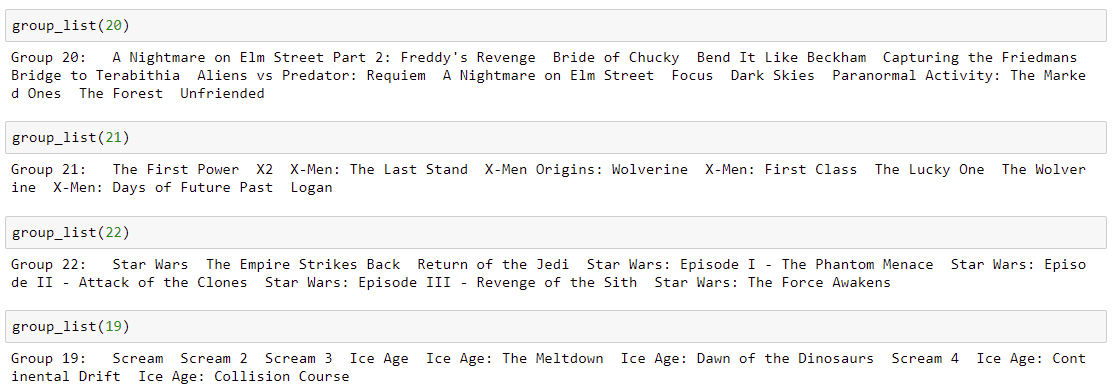 group_list(20)
Group 20:   A Nightmare on Elm Street Part 2: Freddy's Revenge  Bride of Chucky  Bend It Like Beckham  Capturing the Friedmans
Bridge to Terabithia  Aliens vs Predator: Requiem  A Nightmare on Elm Street  Focus  Dark Skies  Paranormal Activity: The Marke
d Ones  The Forest  Unfriended
group_list(21)
Group 21:   The First Power  X2  X-Men: The Last Stand  X-Men Origins: Wolverine  X-Men: First Class  The Lucky One  The Wolver
ine  X-Men: Days of Future Past  Logan
group_list(22)
Group 22:   Star Wars  The Empire Strikes Back  Return of the Jedi  Star Wars: Episode I - The Phantom Menace  Star Wars: Episo
de II - Attack of the Clones  Star Wars: Episode III - Revenge of the Sith  Star Wars: The Force Awakens
group_list(19)
Group 19:   Scream  Scream 2  Scream 3  Ice Age  Ice Age: The Meltdown  Ice Age: Dawn of the Dinosaurs  Scream 4  Ice Age: Cont
inental Drift  Ice Age: Collision Course